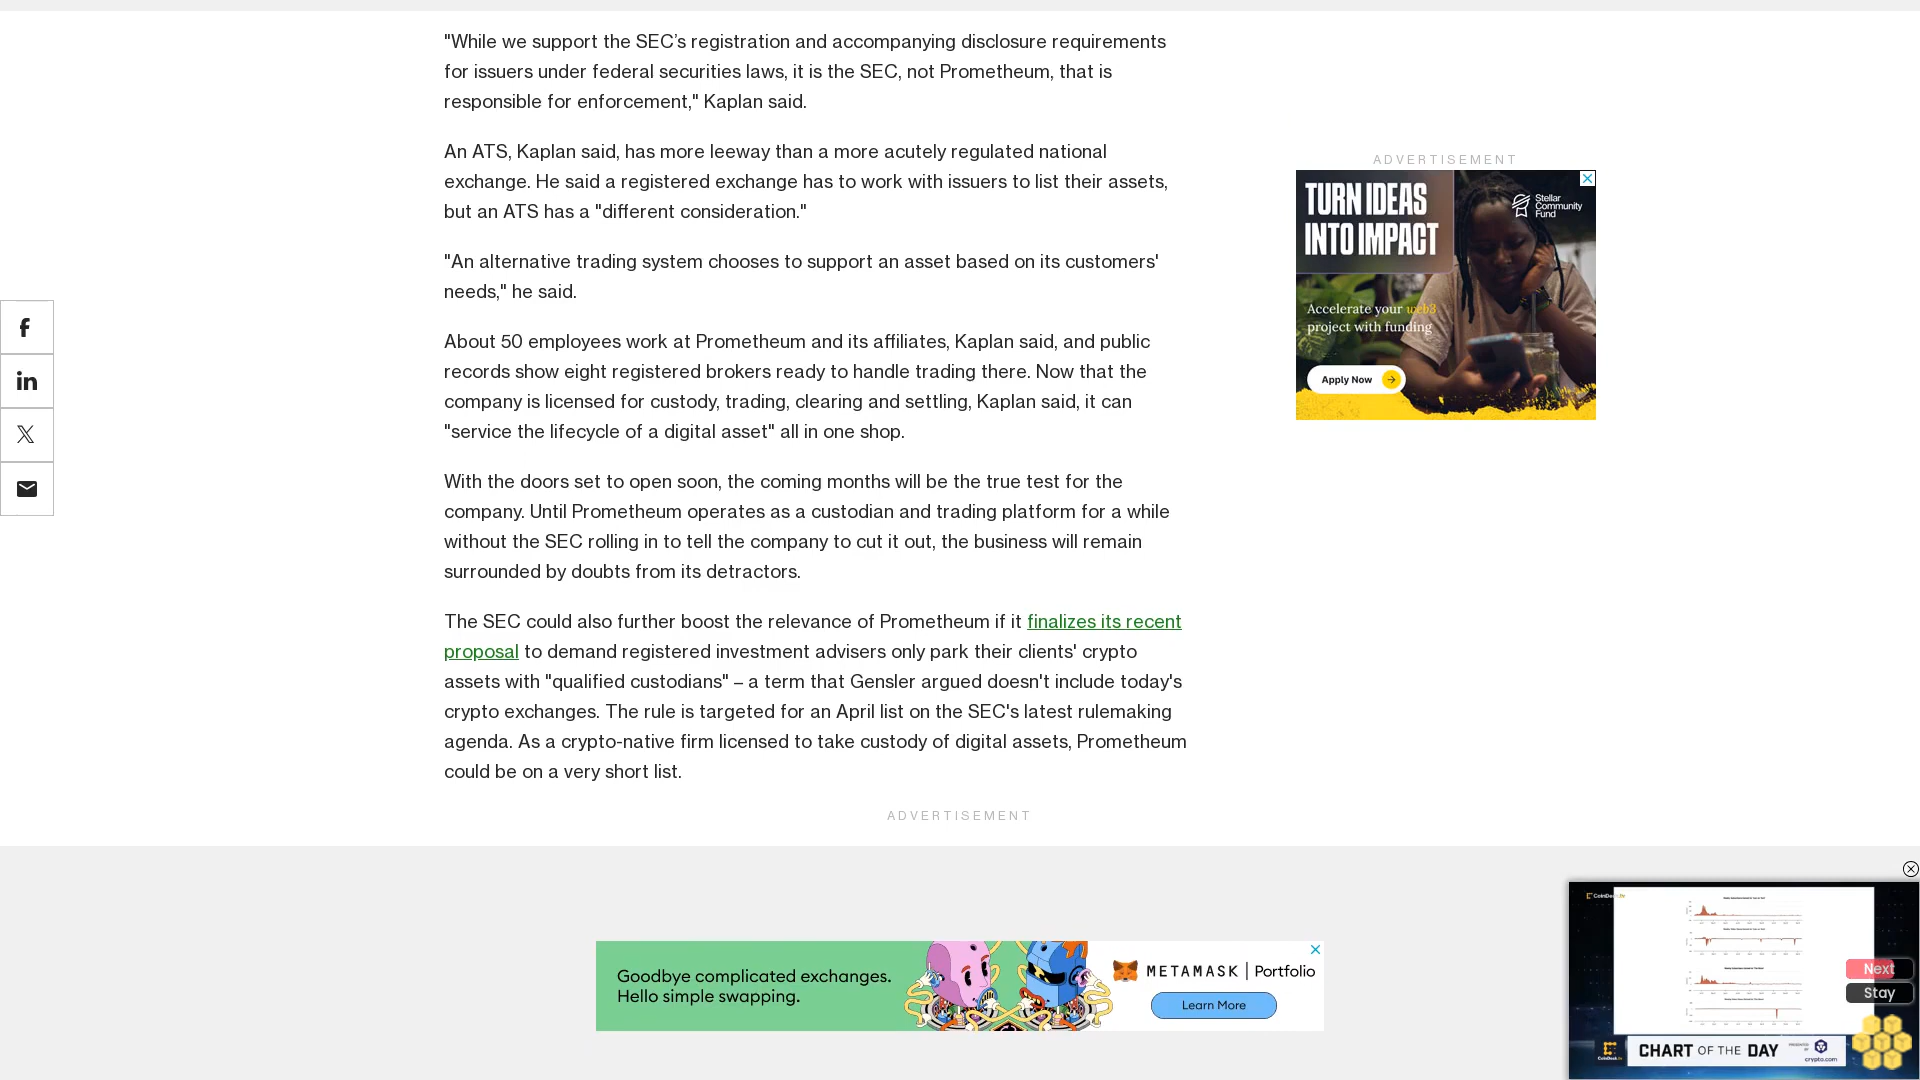 "While we support the SEC’s registration and accompanying disclosure requirements
for issuers under federal securities laws, it is the SEC, not Prometheum, that is
responsible for enforcement," Kaplan said.
An ATS, Kaplan said, has more leeway than a more acutely regulated national
exchange. He said a registered exchange has to work with issuers to list their assets,
but an ATS has a "different consideration."
"An alternative trading system chooses to support an asset based on its customers'
needs," he said.
About 50 employees work at Prometheum and its affiliates, Kaplan said, and public
records show eight registered brokers ready to handle trading there. Now that the
company is licensed for custody, trading, clearing and settling, Kaplan said, it can
"service the lifecycle of a digital asset" all in one shop.
With the doors set to open soon, the coming months will be the true test for the
company. Until Prometheum operates as a custodian and trading platform for a while
without the SEC rolling in to tell the company to cut it out, the business will remain
surrounded by doubts from its detractors.
The SEC could also further boost the relevance of Prometheum if it finalizes its recent
proposal to demand registered investment advisers only park their clients' crypto
assets with "qualified custodians" – a term that Gensler argued doesn't include today's
crypto exchanges. The rule is targeted for an April list on the SEC's latest rulemaking
agenda. As a crypto-native firm licensed to take custody of digital assets, Prometheum
could be on a very short list.
ADVERTISEMENT
TURN IDEAS
INTO IMPACT
Stellar
Community
Fund
Accelerate your web3
project with funding
Apply Now
ADVERTISEMENT
Goodbye complicated exchanges.
Hello simple swapping.
METAMASK | Portfolio
Learn More
Next
Stay
CHART OF THE DAY
crypto.com